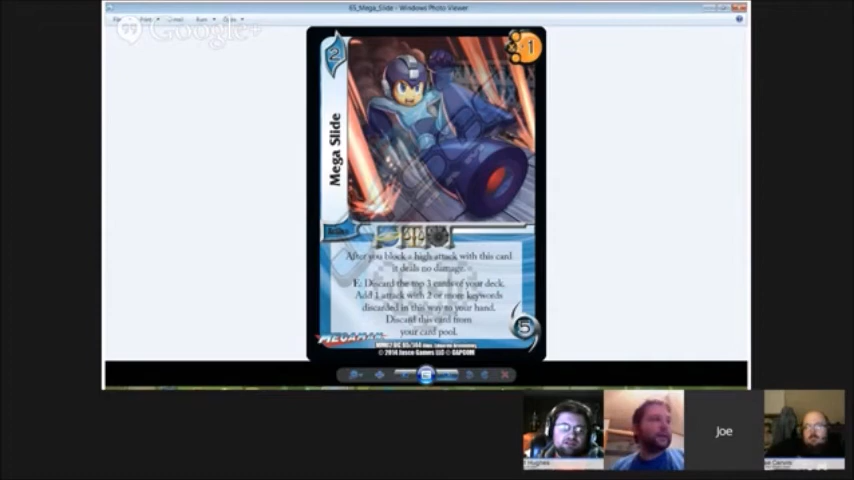 65_Mega_Slide - Windows Photo Viewer
Google+
2
-1
Mega Slide
Action
After you block a high attack with this card
it deals no damage.
E: Discard the top 3 cards of your deck.
Add 1 attack with 2 or more keywords
discarded in this way to your hand.
Discard this card from
your card pool.
5
MEGAMAN
© 2014 Jasco Games LLC © CAPCOM
Joe
Hughes